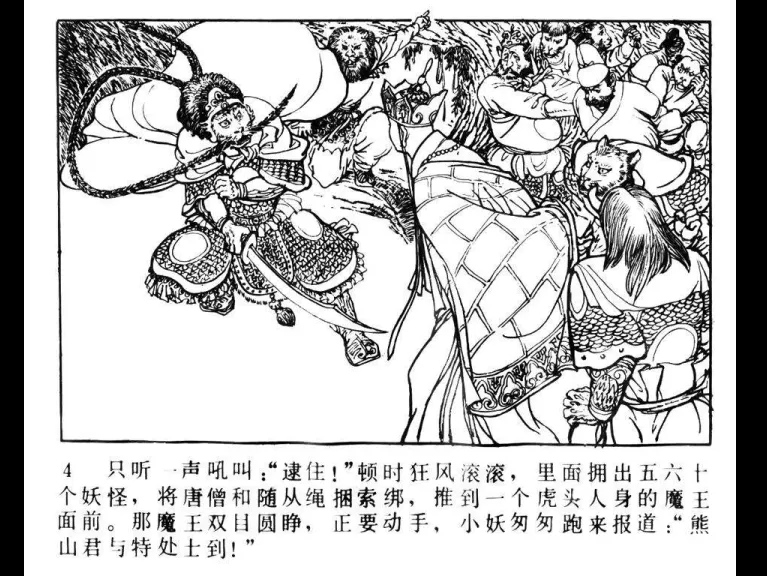 4 只听一声吼叫：“逮住！”顿时狂风滚滚，里面拥出五六十
个妖怪，将唐僧和随从绳捆索绑，推到一个虎头人身的魔王
面前。那魔王双目圆睁，正要动手，小妖匆匆跑来报道：“熊
山君与特处士到！”